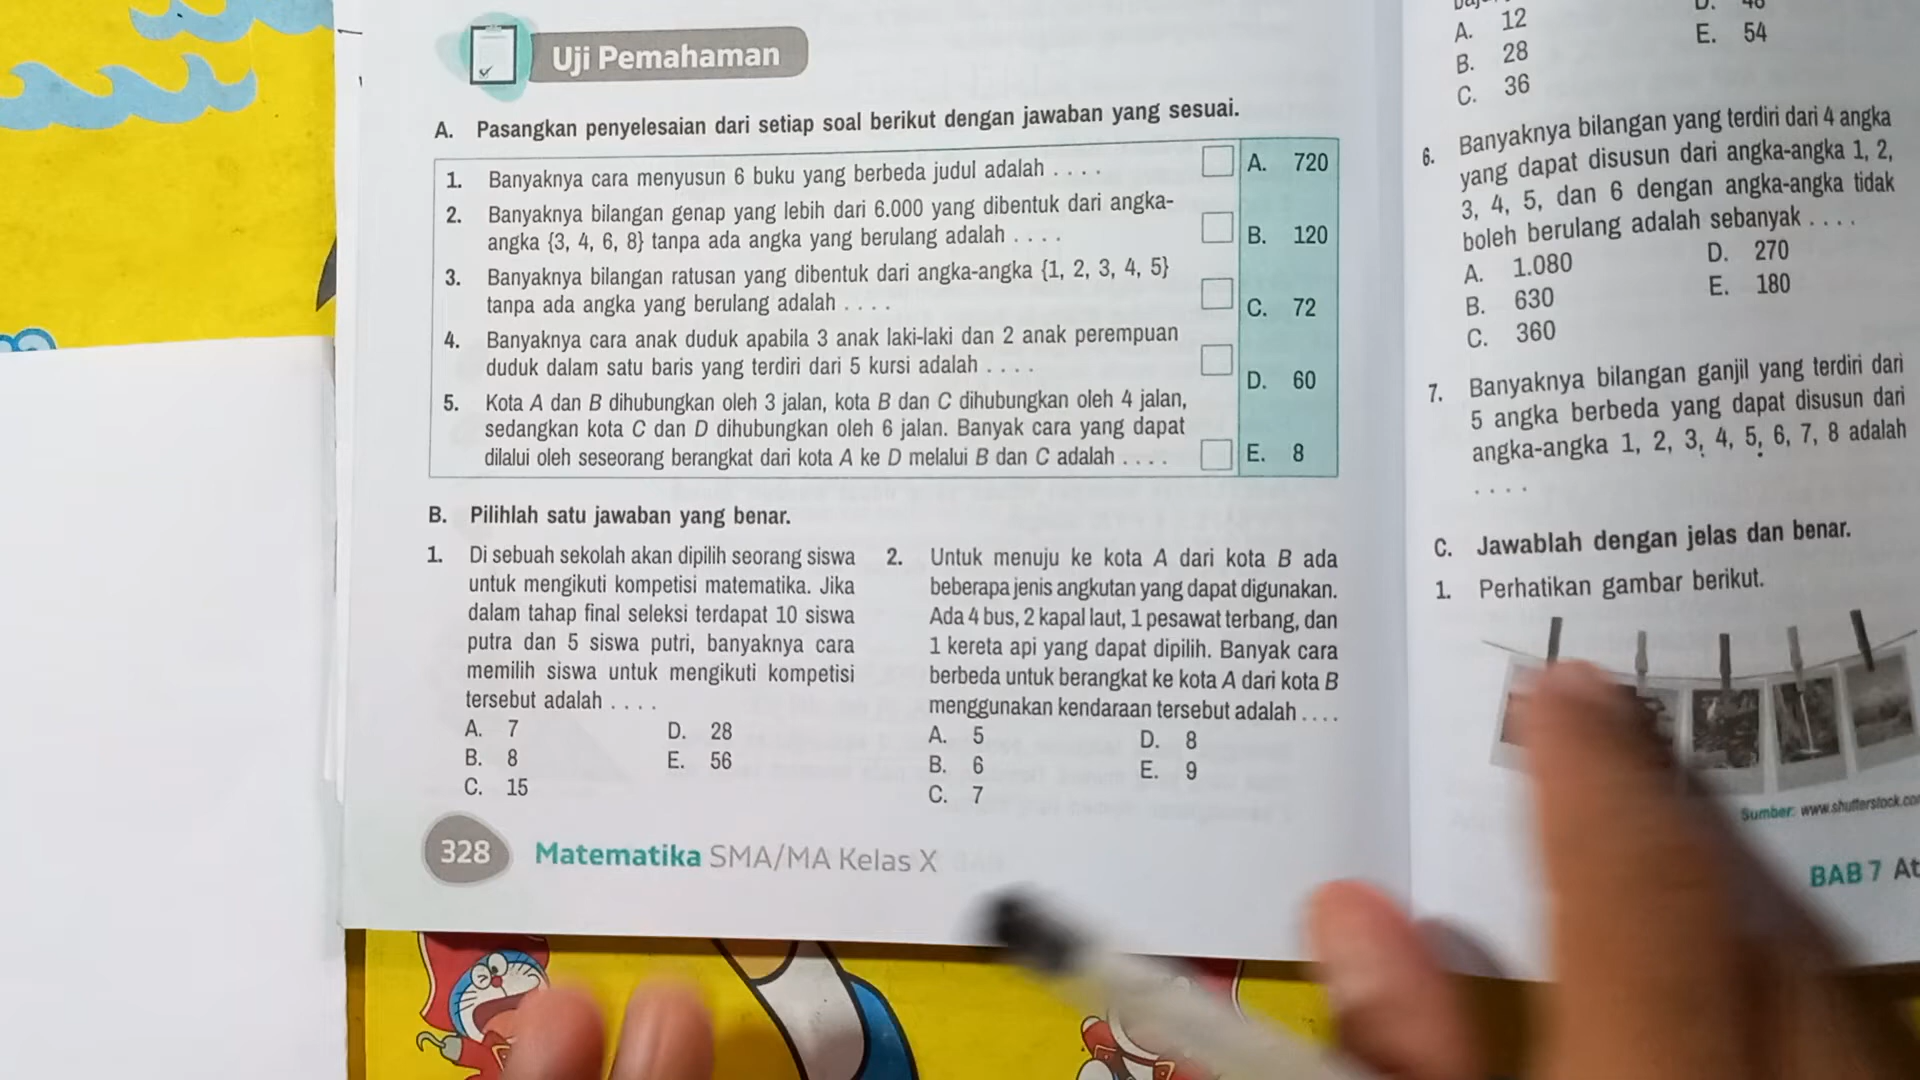 Uji Pemahaman
A. Pasangkan penyelesaian dari setiap soal berikut dengan jawaban yang sesuai.
1. Banyaknya cara menyusun 6 buku yang berbeda judul adalah . . . .
A. 720
2. Banyaknya bilangan genap yang lebih dari 6.000 yang dibentuk dari angka-
angka {3, 4, 6, 8} tanpa ada angka yang berulang adalah . . . .
B. 120
3. Banyaknya bilangan ratusan yang dibentuk dari angka-angka {1, 2, 3, 4, 5}
tanpa ada angka yang berulang adalah . . . .
C. 72
4. Banyaknya cara anak duduk apabila 3 anak laki-laki dan 2 anak perempuan
duduk dalam satu baris yang terdiri dari 5 kursi adalah . . . .
D. 60
5. Kota A dan B dihubungkan oleh 3 jalan, kota B dan C dihubungkan oleh 4 jalan,
sedangkan kota C dan D dihubungkan oleh 6 jalan. Banyak cara yang dapat
dilalui oleh seseorang berangkat dari kota A ke D melalui B dan C adalah . . . .
E. 8
B. Pilihlah satu jawaban yang benar.
1. Di sebuah sekolah akan dipilih seorang siswa
untuk mengikuti kompetisi matematika. Jika
dalam tahap final seleksi terdapat 10 siswa
putra dan 5 siswa putri, banyaknya cara
memilih siswa untuk mengikuti kompetisi
tersebut adalah . . . .
A. 7
B. 8
C. 15
D. 28
E. 56
2. Untuk menuju ke kota A dari kota B ada
beberapa jenis angkutan yang dapat digunakan.
Ada 4 bus, 2 kapal laut, 1 pesawat terbang, dan
1 kereta api yang dapat dipilih. Banyak cara
berbeda untuk berangkat ke kota A dari kota B
menggunakan kendaraan tersebut adalah . . . .
A. 5
B. 6
C. 7
D. 8
E. 9
328 Matematika SMA/MA Kelas X
A. 12
B. 28
C. 36
E. 54
6. Banyaknya bilangan yang terdiri dari 4 angka
yang dapat disusun dari angka-angka 1, 2,
3, 4, 5, dan 6 dengan angka-angka tidak
boleh berulang adalah sebanyak . . . .
A. 1.080
B. 630
C. 360
D. 270
E. 180
7. Banyaknya bilangan ganjil yang terdiri dari
5 angka berbeda yang dapat disusun dari
angka-angka 1, 2, 3, 4, 5, 6, 7, 8 adalah
. . . .
C. Jawablah dengan jelas dan benar.
1. Perhatikan gambar berikut.
Sumber: www.shutterstock.co
BAB 7 At